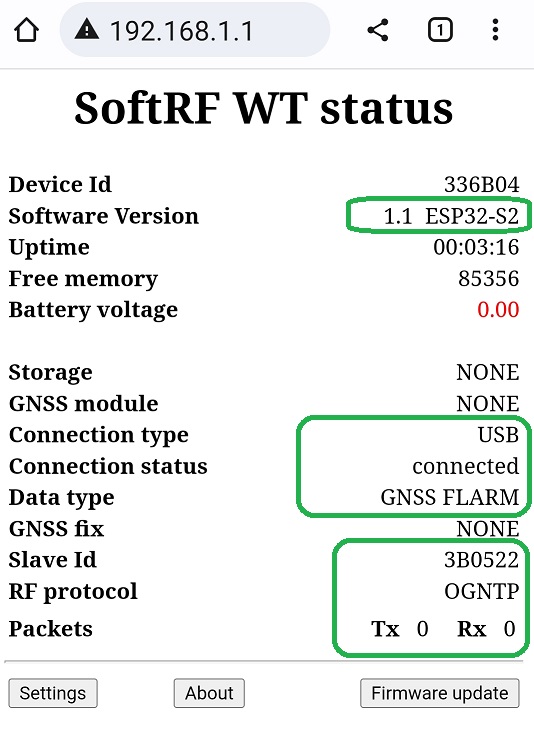 192.168.1.1
1
SoftRF WT status
Device Id 336B04
Software Version 1.1 ESP32-S2
Uptime 00:03:16
Free memory 85356
Battery voltage 0.00
Storage NONE
GNSS module NONE
Connection type USB
Connection status connected
Data type GNSS FLARM
GNSS fix NONE
Slave Id 3B0522
RF protocol OGNTP
Packets Tx 0 Rx 0
Settings About Firmware update